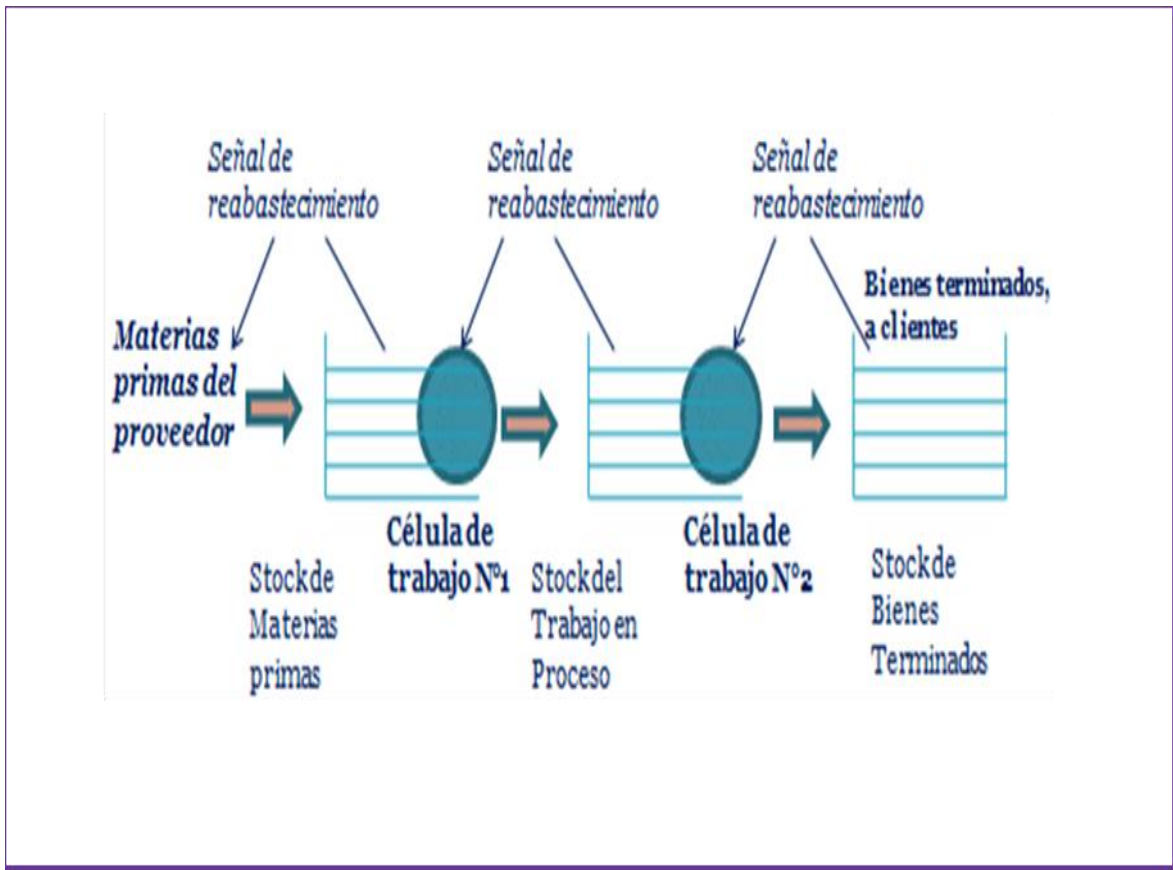 Señal de
reabastecimiento
Señal de
reabastecimiento
Señal de
reabastecimiento
Bienes terminados,
a clientes
Materias
primas del
proveedor
Célula de
trabajo N°1
Célula de
trabajo N°2
Stock de
Materias
primas
Stock del
Trabajo en
Proceso
Stock de
Bienes
Terminados